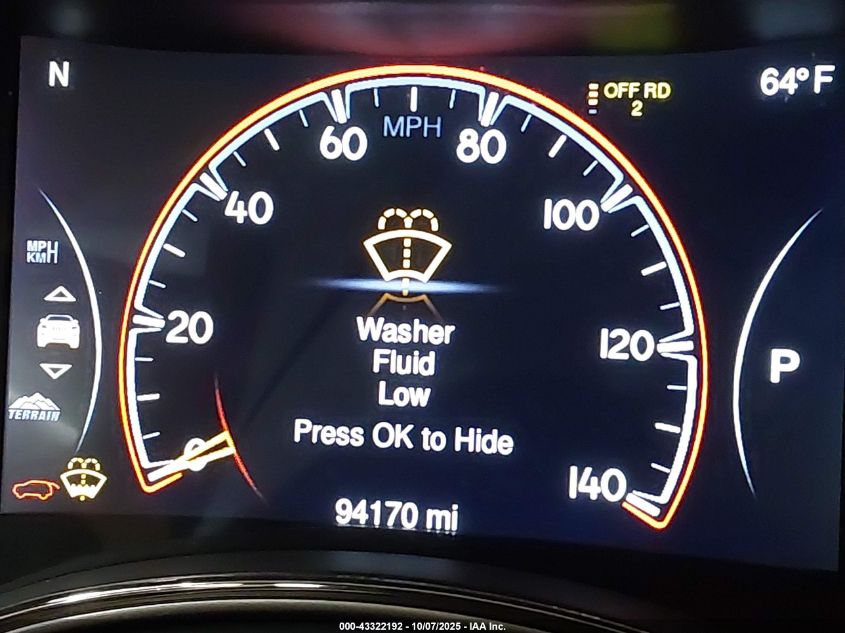 N
OFF RD
2
64°F
60
MPH
80
40
100
MPH
KM/H
20
120
Washer
Fluid
Low
P
TERRAIN
Press OK to Hide
0
140
94170 mi
000-43322192 - 10/07/2025 - IAA Inc.